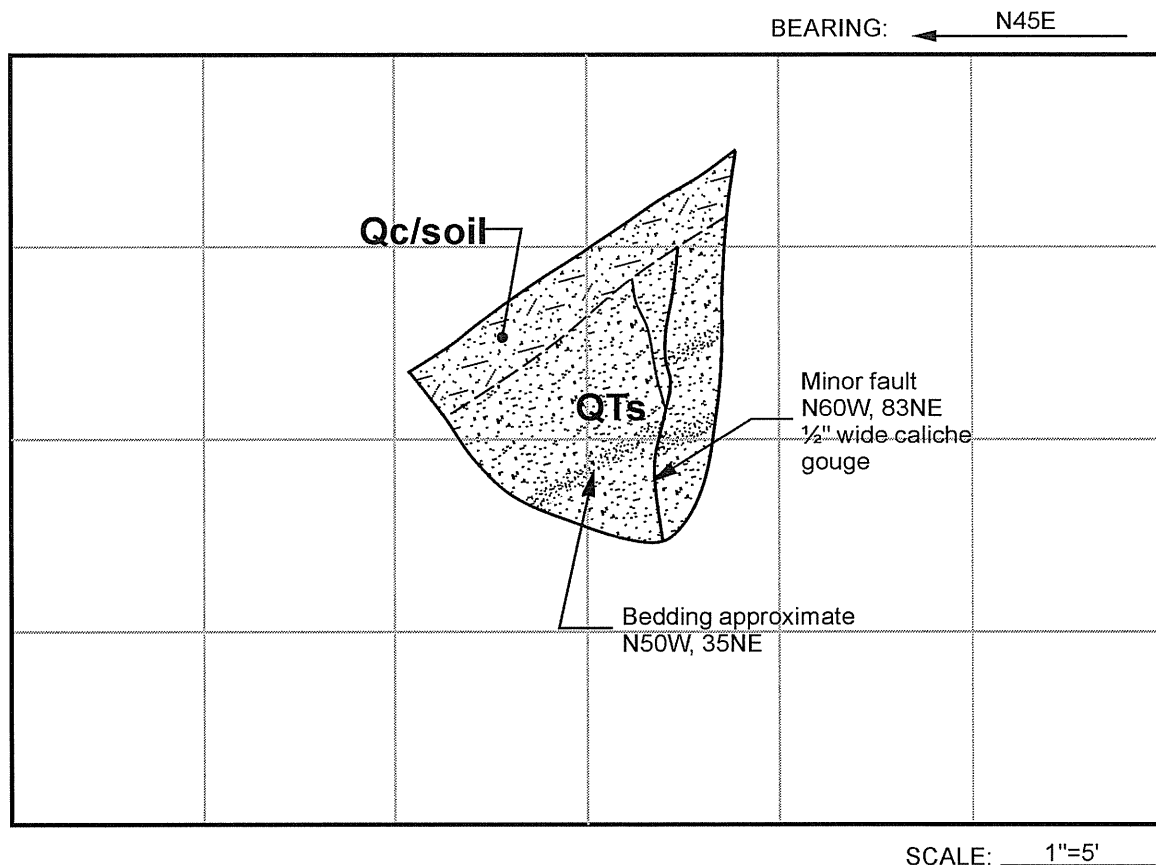 BEARING: N45E
Qc/soil
QTs
Minor fault
N60W, 83NE
½" wide caliche
gouge
Bedding approximate
N50W, 35NE
SCALE: 1"=5'